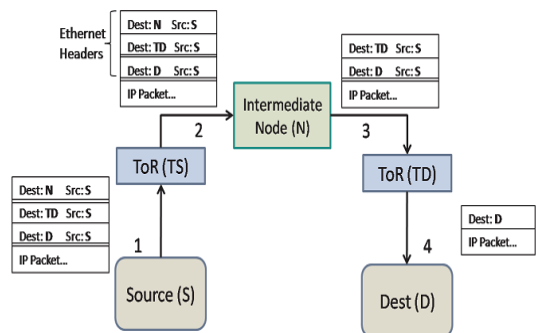 Ethernet
Headers
Dest: N Src: S
Dest: TD Src: S
Dest: D Src: S
IP Packet...
Dest: TD Src: S
Dest: D Src: S
IP Packet...
Intermediate
Node (N)
2
3
ToR (TS)
ToR (TD)
Dest: N Src: S
Dest: TD Src: S
Dest: D Src: S
IP Packet...
Dest: D
IP Packet...
1
4
Source (S)
Dest (D)